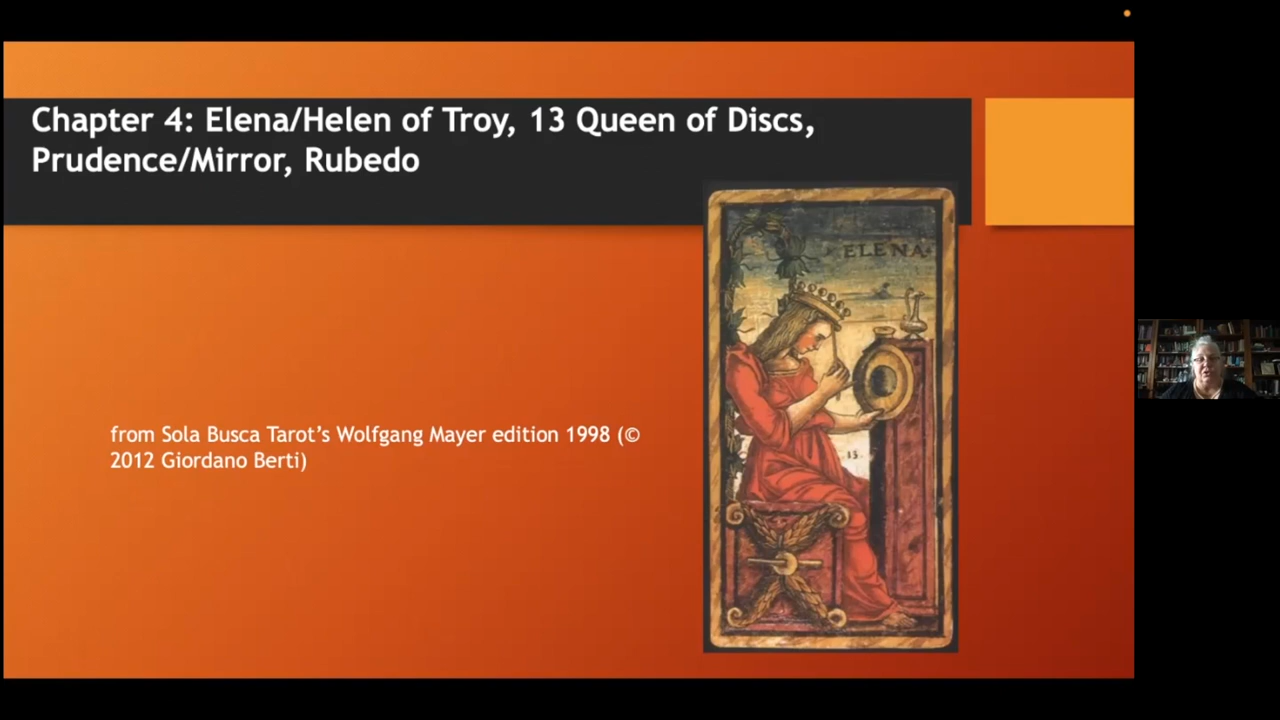 Chapter 4: Elena/Helen of Troy, 13 Queen of Discs,
Prudence/Mirror, Rubedo
ELENA
from Sola Busca Tarot’s Wolfgang Mayer edition 1998 (©
2012 Giordano Berti)
13